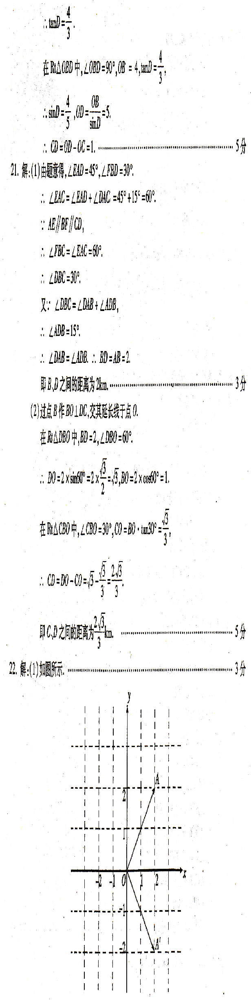 ∴ tanD=4/3.
在Rt△OBD中,∠OBD=90°,OB=4,tanD=4/3,
∴ sinD=4/5,OD=OB/sinD=5.
∴ CD=OD-OC=1. …… 5分
21. 解:(1)由题意得,∠EAD=45°,∠FBD=30°.
∴ ∠EAC=∠EAD+∠DAC=45°+15°=60°.
∵ AE∥BF∥CD,
∴ ∠FBC=∠EAC=60°.
∴ ∠DBC=30°.
又∵ ∠DBC=∠DAB+∠ADB,
∴ ∠ADB=15°.
∴ ∠DAB=∠ADB. ∴ BD=AB=2.
即B、D之间的距离为2km. …… 3分
(2)过点B作BO⊥DC,交其延长线于点O.
在Rt△DBO中,BD=2,∠DBO=60°.
∴ DO=2×sin60°=2×√3/2=√3,BO=2×cos60°=1.
在Rt△CBO中,∠CBO=30°,CO=BO·tan30°=√3/3,
∴ CD=DO-CO=√3-√3/3=2√3/3.
即C、D之间的距离为2√3/3km. …… 5分
22. 解:(1)如图所示. …… 3分
y
A
2
1
-2 -1 O 1 2 x
-1
-2 A'